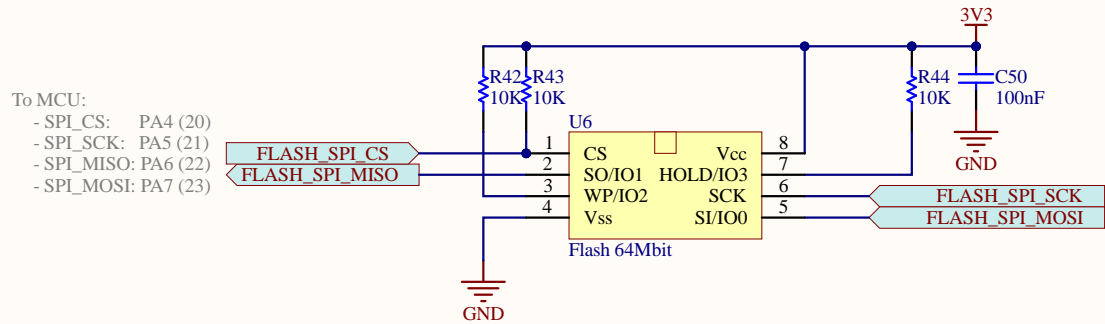 3V3
R42
10K
R43
10K
R44
10K
C50
100nF
GND
To MCU:
- SPI_CS: PA4 (20)
- SPI_SCK: PA5 (21)
- SPI_MISO: PA6 (22)
- SPI_MOSI: PA7 (23)
U6
FLASH_SPI_CS
FLASH_SPI_MISO
1
2
3
4
CS
SO/IO1
WP/IO2
Vss
Vcc
HOLD/IO3
SCK
SI/IO0
8
7
6
5
FLASH_SPI_SCK
FLASH_SPI_MOSI
Flash 64Mbit
GND